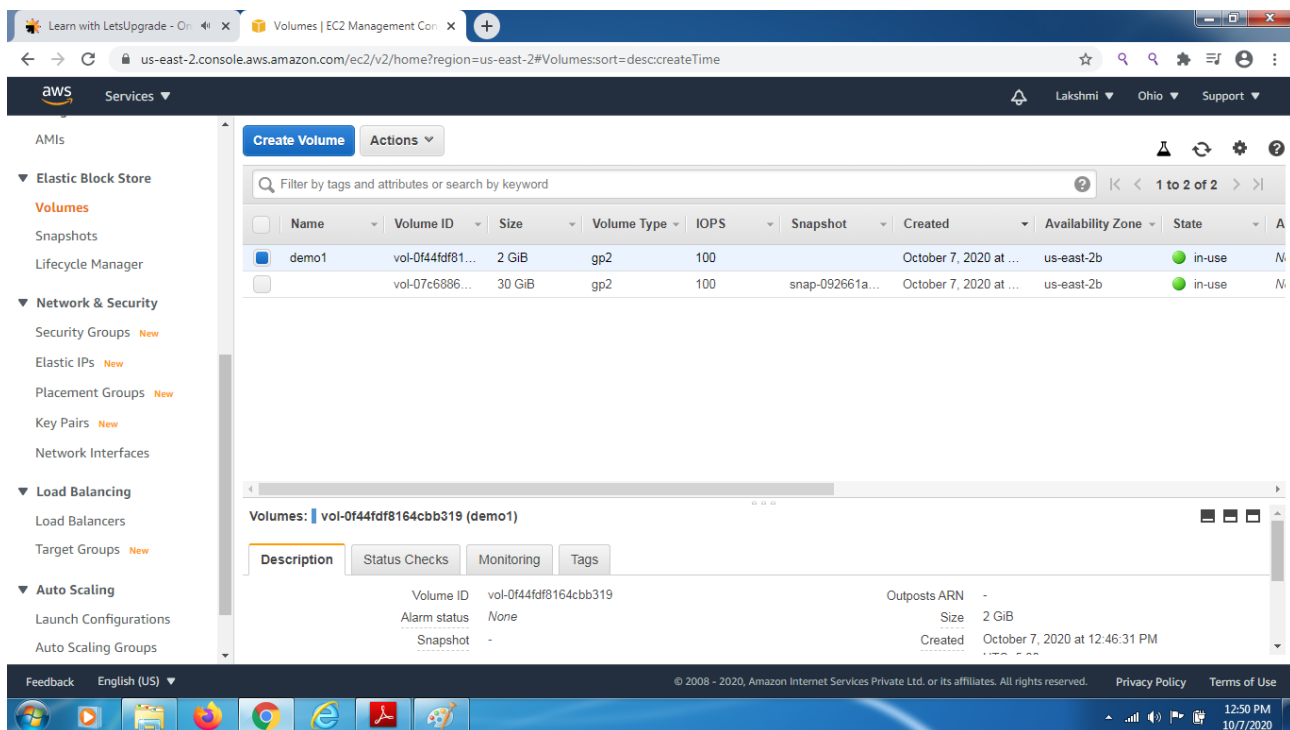 Learn with LetsUpgrade - On
Volumes | EC2 Management Con
us-east-2.console.aws.amazon.com/ec2/v2/home?region=us-east-2#Volumes:sort=desc:createTime
aws
Services
Lakshmi
Ohio
Support
AMIs
Elastic Block Store
Volumes
Snapshots
Lifecycle Manager
Network & Security
Security Groups New
Elastic IPs New
Placement Groups New
Key Pairs New
Network Interfaces
Load Balancing
Load Balancers
Target Groups New
Auto Scaling
Launch Configurations
Auto Scaling Groups
Create Volume Actions
Filter by tags and attributes or search by keyword
1 to 2 of 2
Name Volume ID Size Volume Type IOPS Snapshot Created Availability Zone State A
demo1 vol-0f44fdf81... 2 GiB gp2 100 October 7, 2020 at ... us-east-2b in-use
vol-07c6886... 30 GiB gp2 100 snap-092661a... October 7, 2020 at ... us-east-2b in-use
Volumes: vol-0f44fdf8164cbb319 (demo1)
Description Status Checks Monitoring Tags
Volume ID vol-0f44fdf8164cbb319 Outposts ARN -
Alarm status None Size 2 GiB
Snapshot - Created October 7, 2020 at 12:46:31 PM
Feedback English (US) © 2008 - 2020, Amazon Internet Services Private Ltd. or its affiliates. All rights reserved. Privacy Policy Terms of Use
12:50 PM
10/7/2020